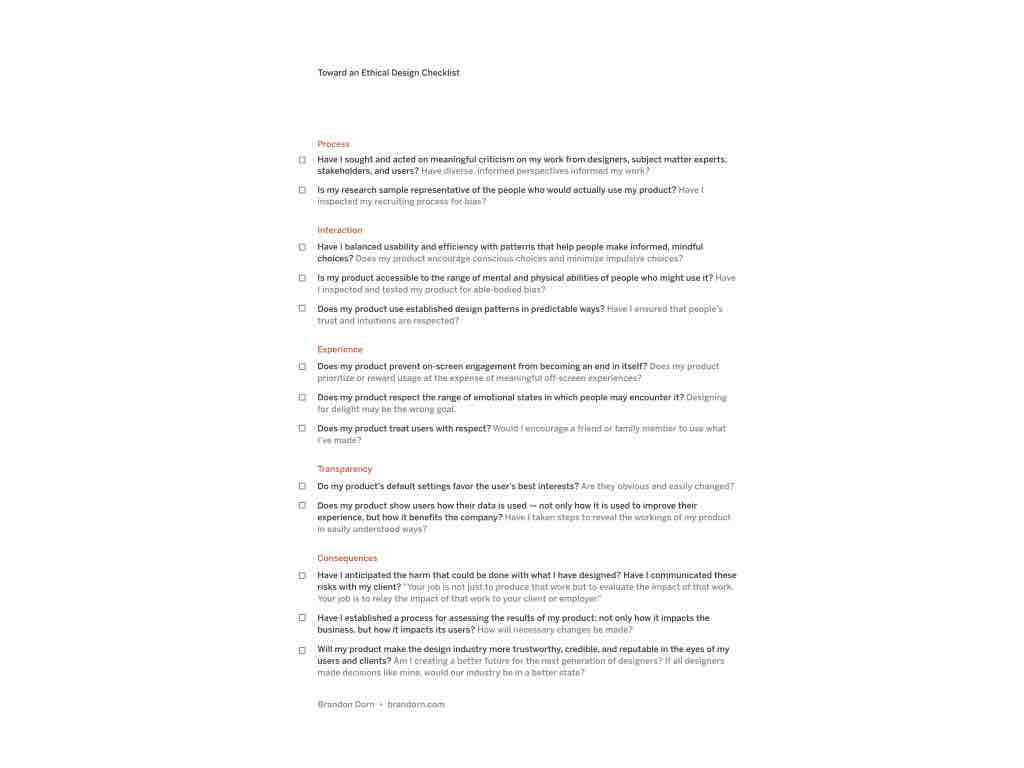 Toward an Ethical Design Checklist
Process
Have I sought and acted on meaningful criticism on my work from designers, subject matter experts,
stakeholders, and users? Have diverse, informed perspectives informed my work?
Is my research sample representative of the people who would actually use my product? Have I
inspected my recruiting process for bias?
Interaction
Have I balanced usability and efficiency with patterns that help people make informed, mindful
choices? Does my product encourage conscious choices and minimize impulsive choices?
Is my product accessible to the range of mental and physical abilities of people who might use it? Have
I inspected and tested my product for able-bodied bias?
Does my product use established design patterns in predictable ways? Have I ensured that people's
trust and intuitions are respected?
Experience
Does my product prevent on-screen engagement from becoming an end in itself? Does my product
prioritize or reward usage at the expense of meaningful off-screen experiences?
Does my product respect the range of emotional states in which people may encounter it? Designing
for delight may be the wrong goal.
Does my product treat users with respect? Would I encourage a friend or family member to use what
I've made?
Transparency
Do my product's default settings favor the user's best interests? Are they obvious and easily changed?
Does my product show users how their data is used — not only how it is used to improve their
experience, but how it benefits the company? Have I taken steps to reveal the workings of my product
in easily understood ways?
Consequences
Have I anticipated the harm that could be done with what I have designed? Have I communicated these
risks with my client? "Your job is not just to produce that work but to evaluate the impact of that work.
Your job is to relay the impact of that work to your client or employer."
Have I established a process for assessing the results of my product: not only how it impacts the
business, but how it impacts its users? How will necessary changes be made?
Will my product make the design industry more trustworthy, credible, and reputable in the eyes of my
users and clients? Am I creating a better future for the next generation of designers? If all designers
made decisions like mine, would our industry be in a better state?
Brandon Dorn • brandorn.com